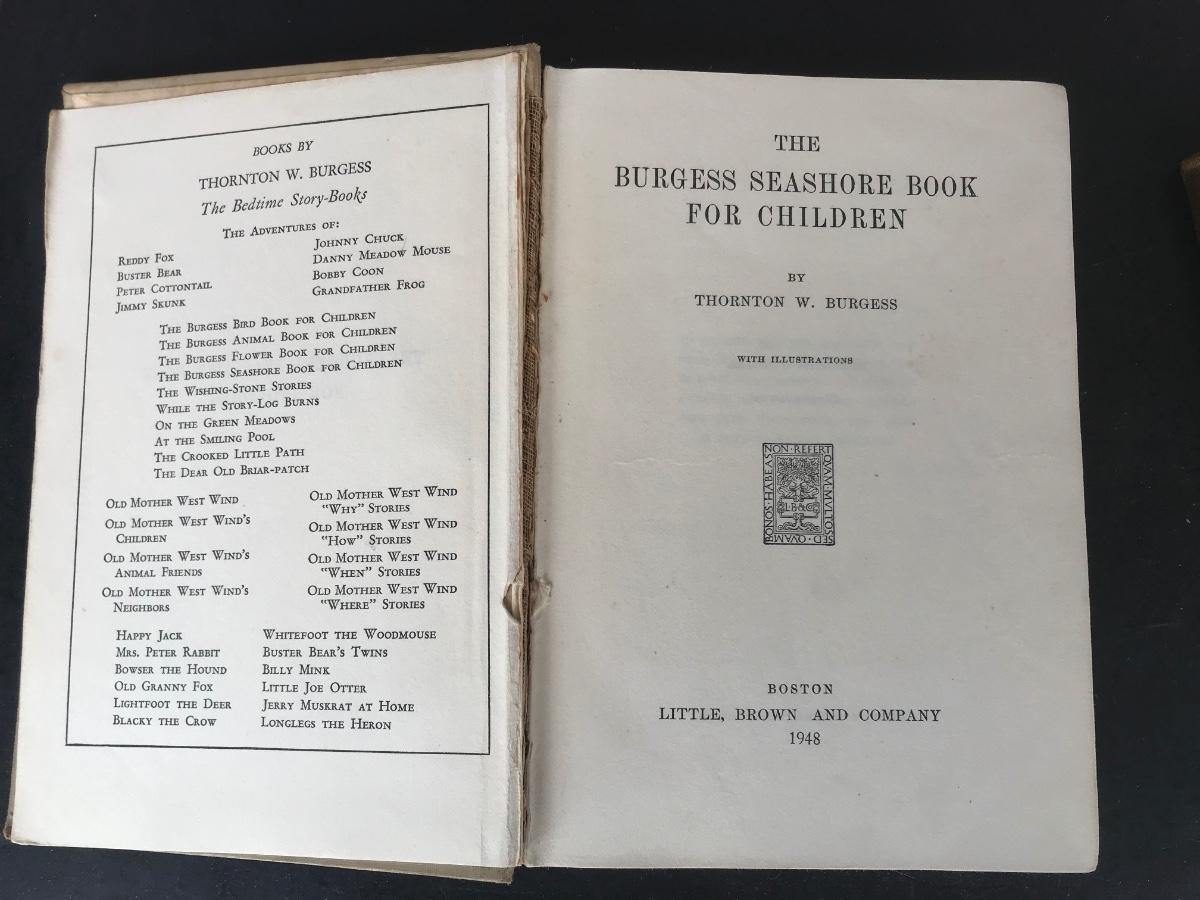 BOOKS BY
THORNTON W. BURGESS
The Bedtime Story-Books
THE ADVENTURES OF:
REDDY FOX
BUSTER BEAR
PETER COTTONTAIL
JIMMY SKUNK
JOHNNY CHUCK
DANNY MEADOW MOUSE
BOBBY COON
GRANDFATHER FROG
THE BURGESS BIRD BOOK FOR CHILDREN
THE BURGESS ANIMAL BOOK FOR CHILDREN
THE BURGESS FLOWER BOOK FOR CHILDREN
THE BURGESS SEASHORE BOOK FOR CHILDREN
THE WISHING-STONE STORIES
WHILE THE STORY-LOG BURNS
ON THE GREEN MEADOWS
AT THE SMILING POOL
THE CROOKED LITTLE PATH
THE DEAR OLD BRIAR-PATCH
OLD MOTHER WEST WIND
OLD MOTHER WEST WIND'S
CHILDREN
OLD MOTHER WEST WIND'S
ANIMAL FRIENDS
OLD MOTHER WEST WIND'S
NEIGHBORS
OLD MOTHER WEST WIND
"WHY" STORIES
OLD MOTHER WEST WIND
"HOW" STORIES
OLD MOTHER WEST WIND
"WHEN" STORIES
OLD MOTHER WEST WIND
"WHERE" STORIES
HAPPY JACK
MRS. PETER RABBIT
BOWSER THE HOUND
OLD GRANNY FOX
LIGHTFOOT THE DEER
BLACKY THE CROW
WHITEFOOT THE WOODMOUSE
BUSTER BEAR'S TWINS
BILLY MINK
LITTLE JOE OTTER
JERRY MUSKRAT AT HOME
LONGLEGS THE HERON
THE
BURGESS SEASHORE BOOK
FOR CHILDREN
BY
THORNTON W. BURGESS
WITH ILLUSTRATIONS
NON·REFERT
QVAM·MVLTOS
SED·QVAM
BONOS·HABEAS
L·B·&·Co
BOSTON
LITTLE, BROWN AND COMPANY
1948